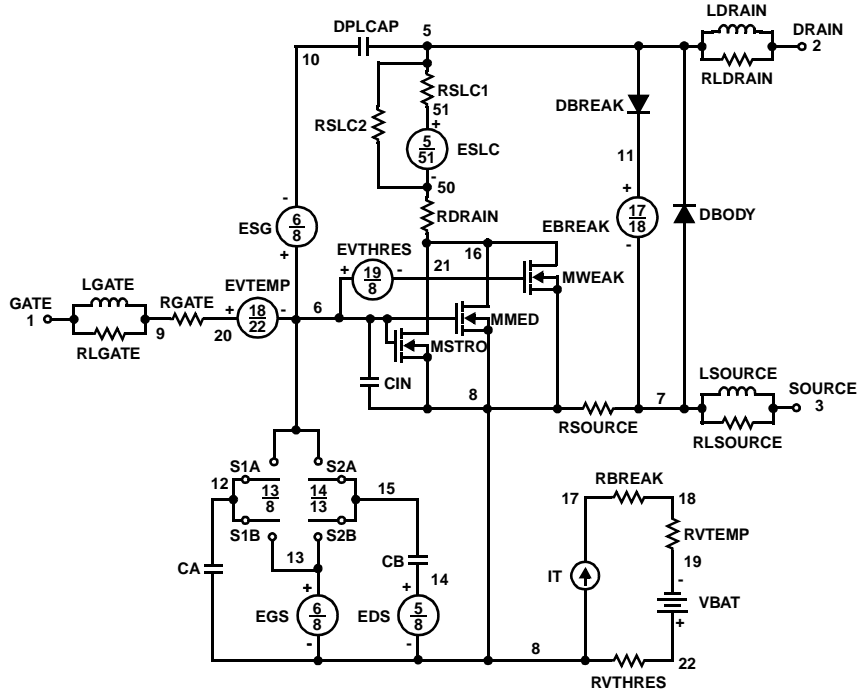 LDRAIN
DPLCAP 5 DRAIN
10 2
RSLC1 RLDRAIN
51 DBREAK
RSLC2 +
5
51
ESLC
11
-
50
- +
ESG 6
8
RDRAIN EBREAK 17
18
DBODY
+ EVTHRES 16 -
+ 19
8
- 21 MWEAK
LGATE EVTEMP
GATE RGATE + 18
22
- 6 MMED
1 9 20
RLGATE MSTRO
CIN LSOURCE
8 7 SOURCE
3
RSOURCE RLSOURCE
S1A S2A
12 13
8
14
13
15 RBREAK
S1B S2B 17 18
13 RVTEMP
CA CB 19
14 IT -
+ +
EGS 6
8
EDS 5
8
VBAT
- - +
8 22
RVTHRES